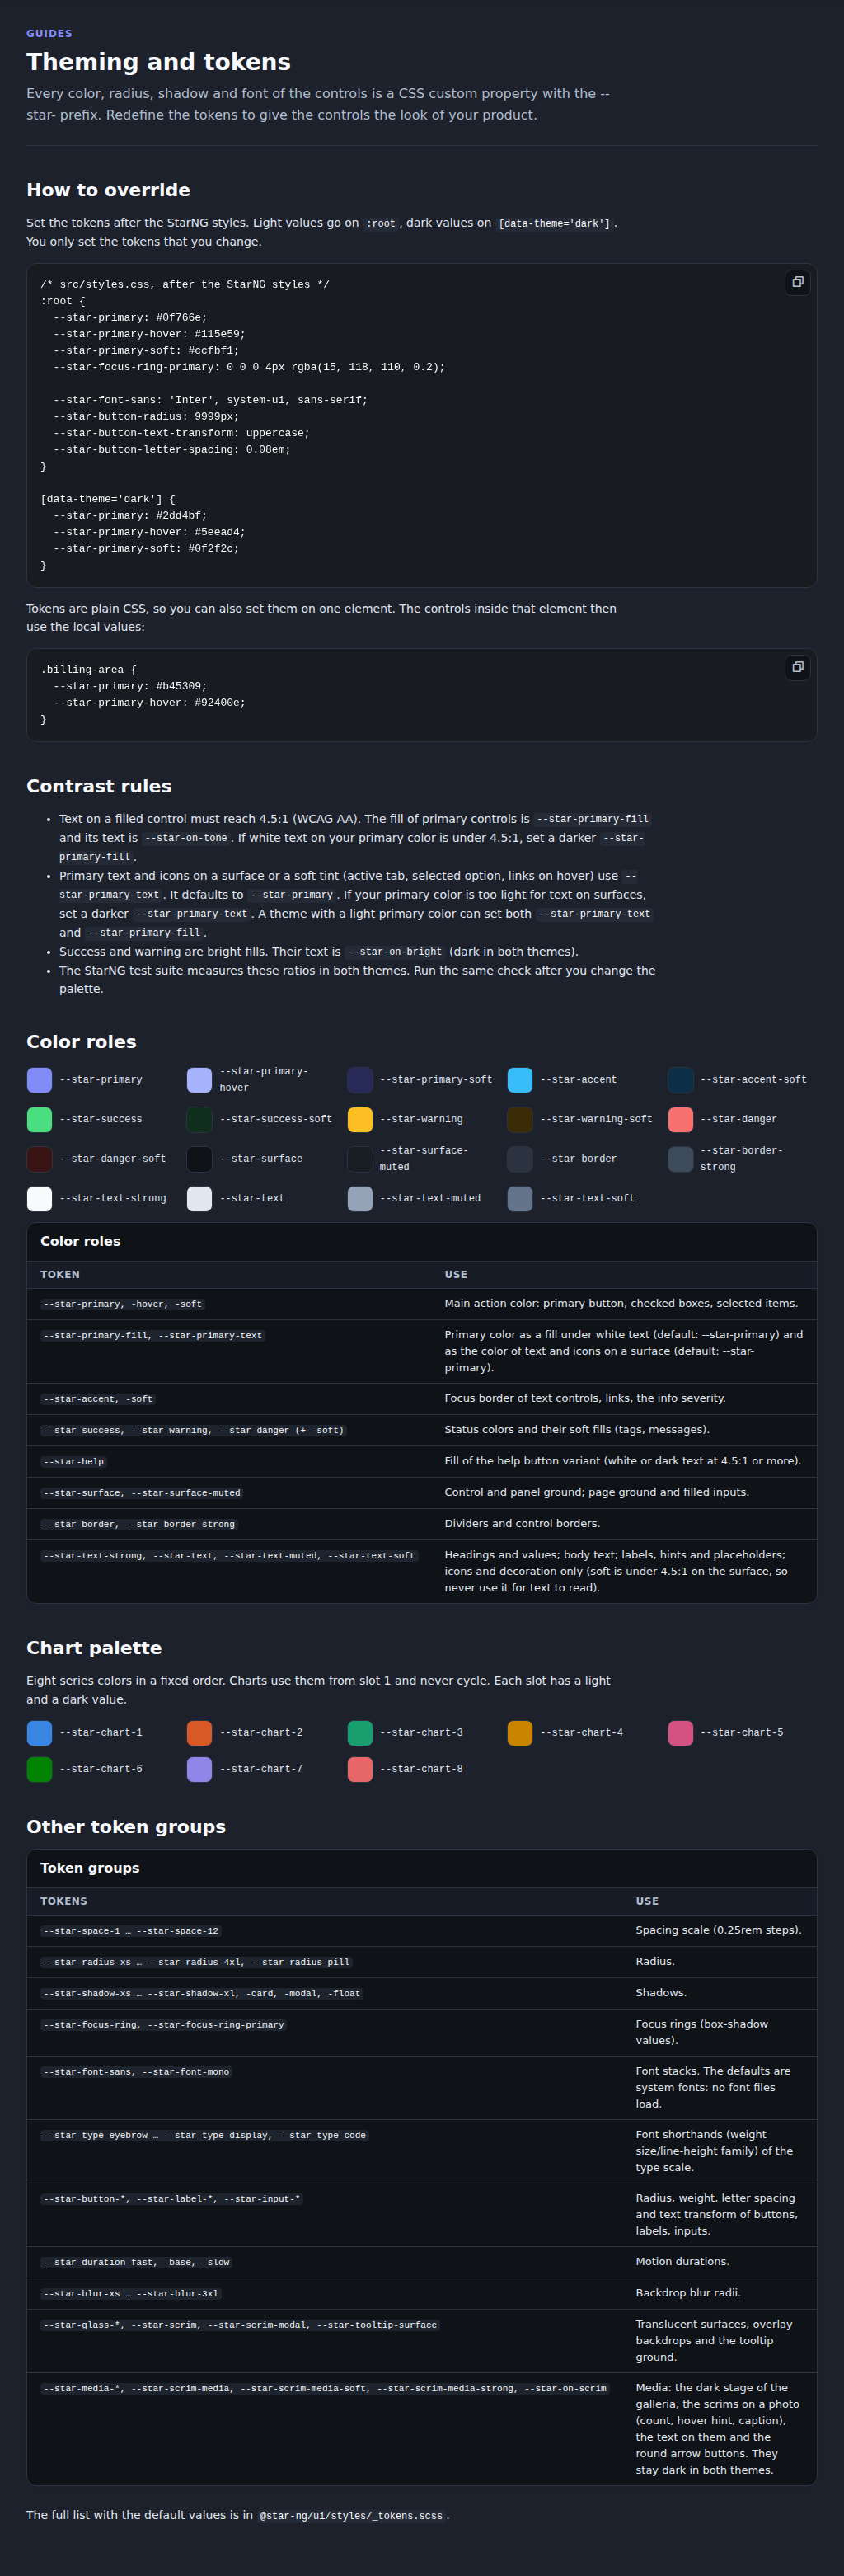 GUIDES
Theming and tokens
Every color, radius, shadow and font of the controls is a CSS custom property with the --
star- prefix. Redefine the tokens to give the controls the look of your product.
How to override
Set the tokens after the StarNG styles. Light values go on :root, dark values on [data-theme='dark'].
You only set the tokens that you change.
/* src/styles.css, after the StarNG styles */
:root {
  --star-primary: #0f766e;
  --star-primary-hover: #115e59;
  --star-primary-soft: #ccfbf1;
  --star-focus-ring-primary: 0 0 0 4px rgba(15, 118, 110, 0.2);
  --star-font-sans: 'Inter', system-ui, sans-serif;
  --star-button-radius: 9999px;
  --star-button-text-transform: uppercase;
  --star-button-letter-spacing: 0.08em;
}
[data-theme='dark'] {
  --star-primary: #2dd4bf;
  --star-primary-hover: #5eead4;
  --star-primary-soft: #0f2f2c;
}
Tokens are plain CSS, so you can also set them on one element. The controls inside that element then
use the local values:
.billing-area {
  --star-primary: #b45309;
  --star-primary-hover: #92400e;
}
Contrast rules
• Text on a filled control must reach 4.5:1 (WCAG AA). The fill of primary controls is --star-primary-fill
and its text is --star-on-tone. If white text on your primary color is under 4.5:1, set a darker --star-
primary-fill.
• Primary text and icons on a surface or a soft tint (active tab, selected option, links on hover) use --
star-primary-text. It defaults to --star-primary. If your primary color is too light for text on surfaces,
set a darker --star-primary-text. A theme with a light primary color can set both --star-primary-text
and --star-primary-fill.
• Success and warning are bright fills. Their text is --star-on-bright (dark in both themes).
• The StarNG test suite measures these ratios in both themes. Run the same check after you change the
palette.
Color roles
--star-primary
--star-primary-
hover
--star-primary-soft
--star-accent
--star-accent-soft
--star-success
--star-success-soft
--star-warning
--star-warning-soft
--star-danger
--star-danger-soft
--star-surface
--star-surface-
muted
--star-border
--star-border-
strong
--star-text-strong
--star-text
--star-text-muted
--star-text-soft
Color roles
TOKEN USE
--star-primary, -hover, -soft Main action color: primary button, checked boxes, selected items.
--star-primary-fill, --star-primary-text Primary color as a fill under white text (default: --star-primary) and
as the color of text and icons on a surface (default: --star-
primary).
--star-accent, -soft Focus border of text controls, links, the info severity.
--star-success, --star-warning, --star-danger (+ -soft) Status colors and their soft fills (tags, messages).
--star-help Fill of the help button variant (white or dark text at 4.5:1 or more).
--star-surface, --star-surface-muted Control and panel ground; page ground and filled inputs.
--star-border, --star-border-strong Dividers and control borders.
--star-text-strong, --star-text, --star-text-muted, --star-text-soft Headings and values; body text; labels, hints and placeholders;
icons and decoration only (soft is under 4.5:1 on the surface, so
never use it for text to read).
Chart palette
Eight series colors in a fixed order. Charts use them from slot 1 and never cycle. Each slot has a light
and a dark value.
--star-chart-1
--star-chart-2
--star-chart-3
--star-chart-4
--star-chart-5
--star-chart-6
--star-chart-7
--star-chart-8
Other token groups
Token groups
TOKENS USE
--star-space-1 … --star-space-12 Spacing scale (0.25rem steps).
--star-radius-xs … --star-radius-4xl, --star-radius-pill Radius.
--star-shadow-xs … --star-shadow-xl, -card, -modal, -float Shadows.
--star-focus-ring, --star-focus-ring-primary Focus rings (box-shadow
values).
--star-font-sans, --star-font-mono Font stacks. The defaults are
system fonts: no font files
load.
--star-type-eyebrow … --star-type-display, --star-type-code Font shorthands (weight
size/line-height family) of the
type scale.
--star-button-*, --star-label-*, --star-input-* Radius, weight, letter spacing
and text transform of buttons,
labels, inputs.
--star-duration-fast, -base, -slow Motion durations.
--star-blur-xs … --star-blur-3xl Backdrop blur radii.
--star-glass-*, --star-scrim, --star-scrim-modal, --star-tooltip-surface Translucent surfaces, overlay
backdrops and the tooltip
ground.
--star-media-*, --star-scrim-media, --star-scrim-media-soft, --star-scrim-media-strong, --star-on-scrim Media: the dark stage of the
galleria, the scrims on a photo
(count, hover hint, caption),
the text on them and the
round arrow buttons. They
stay dark in both themes.
The full list with the default values is in @star-ng/ui/styles/_tokens.scss.